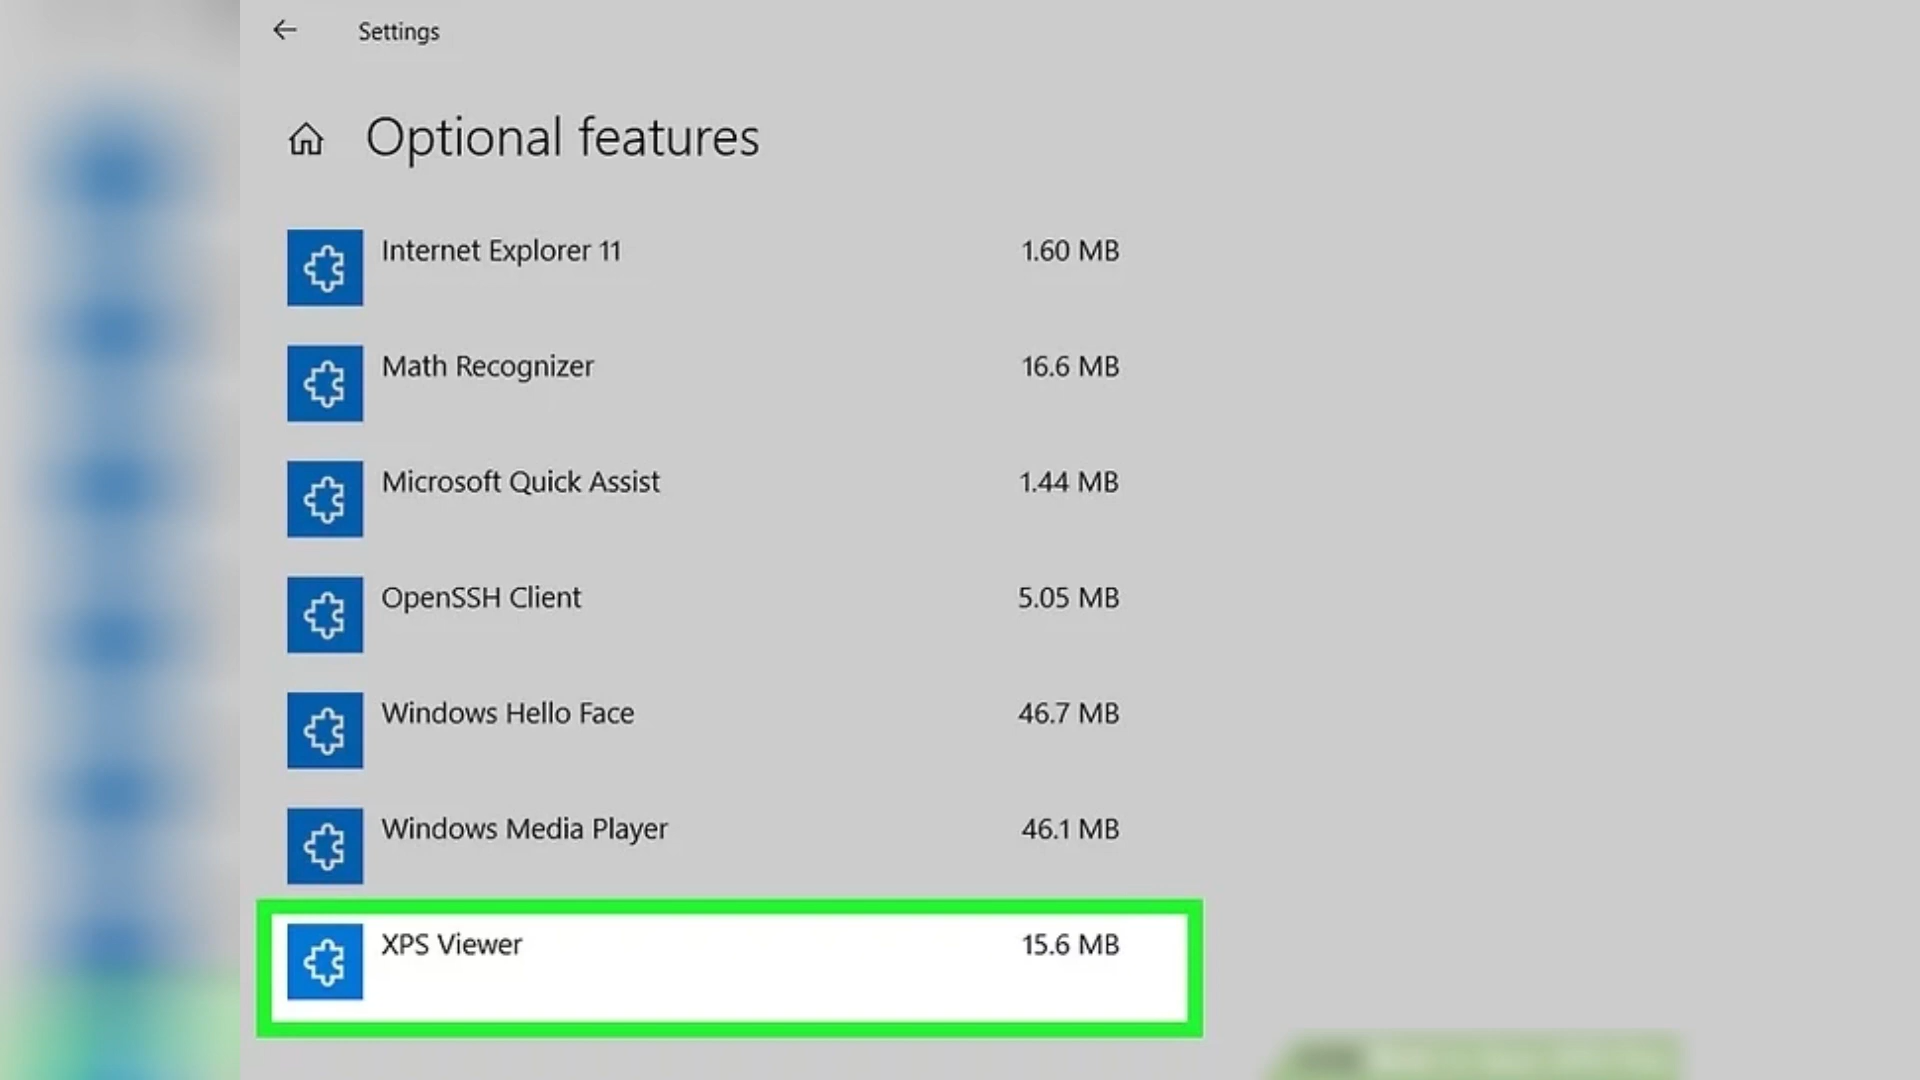 Settings
Optional features
Internet Explorer 11 1.60 MB
Math Recognizer 16.6 MB
Microsoft Quick Assist 1.44 MB
OpenSSH Client 5.05 MB
Windows Hello Face 46.7 MB
Windows Media Player 46.1 MB
XPS Viewer 15.6 MB